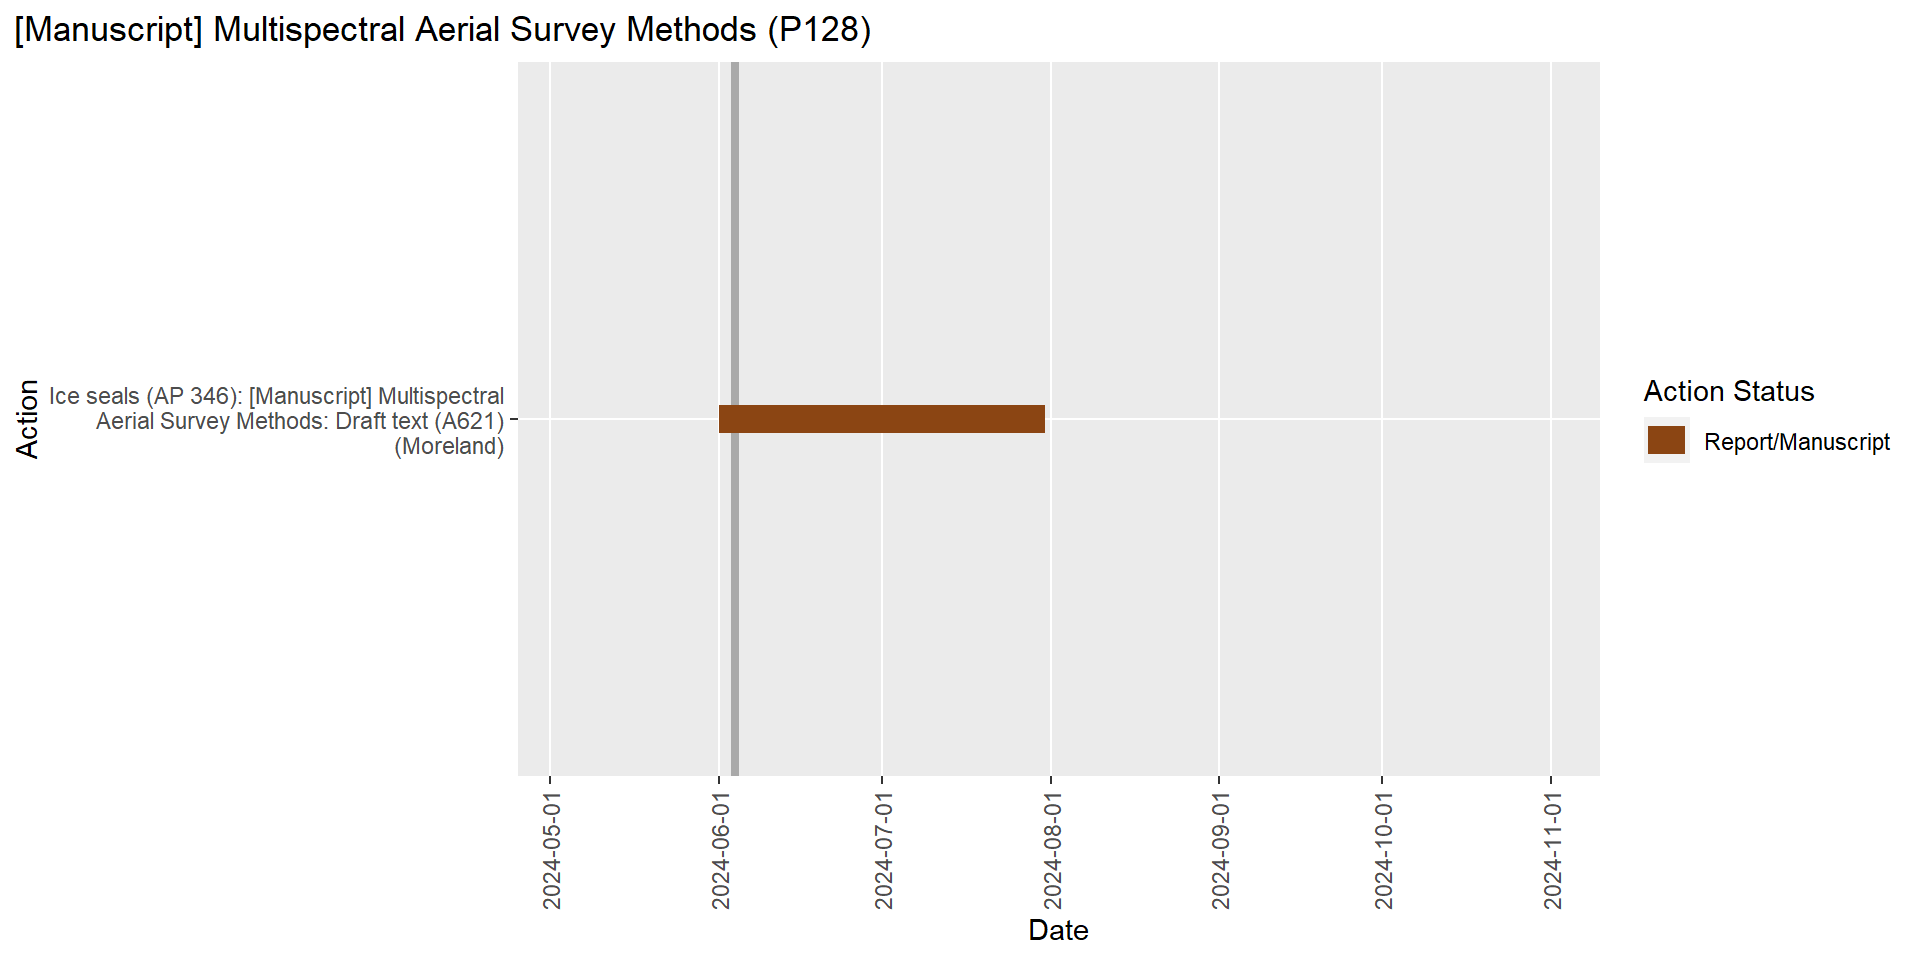 [Manuscript] Multispectral Aerial Survey Methods (P128)
Action
Ice seals (AP 346): [Manuscript] Multispectral
Aerial Survey Methods: Draft text (A621)
(Moreland)
Action Status
Report/Manuscript
2024-05-01
2024-06-01
2024-07-01
2024-08-01
2024-09-01
2024-10-01
2024-11-01
Date